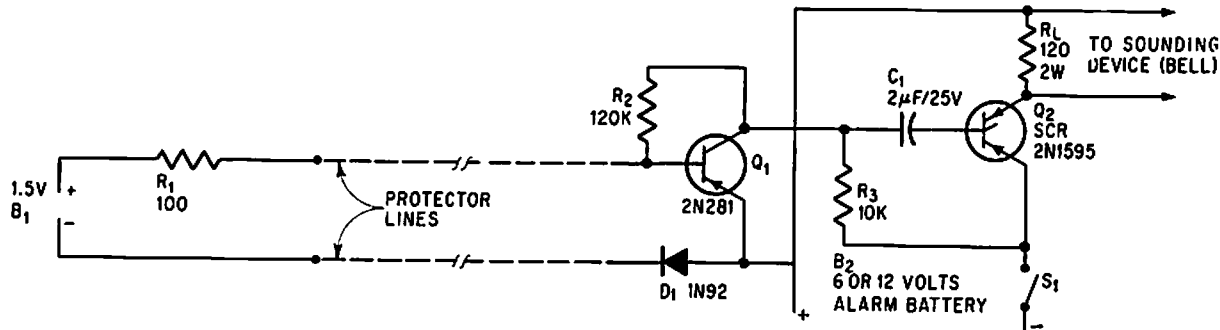 1.5V
B1
+
-
R1
100
PROTECTOR
LINES
R2
120K
Q1
2N281
D1 1N92
C1
2µF/25V
R3
10K
RL
120
2W
TO SOUNDING
DEVICE (BELL)
Q2
SCR
2N1595
B2
6 OR 12 VOLTS
ALARM BATTERY
+
S1
-